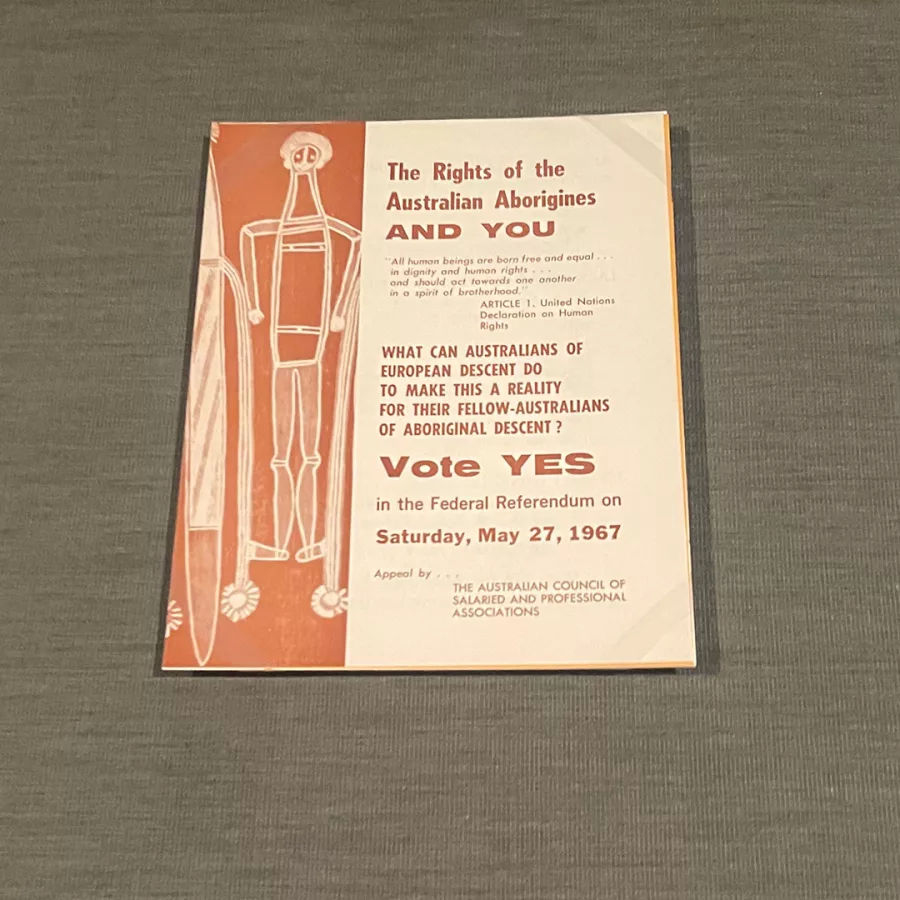 The Rights of the
Australian Aborigines
AND YOU
"All human beings are born free and equal . . .
in dignity and human rights . . .
and should act towards one another
in a spirit of brotherhood."
ARTICLE 1, United Nations
Declaration on Human
Rights
WHAT CAN AUSTRALIANS OF
EUROPEAN DESCENT DO
TO MAKE THIS A REALITY
FOR THEIR FELLOW-AUSTRALIANS
OF ABORIGINAL DESCENT?
Vote YES
in the Federal Referendum on
Saturday, May 27, 1967
Appeal by . . .
THE AUSTRALIAN COUNCIL OF
SALARIED AND PROFESSIONAL
ASSOCIATIONS